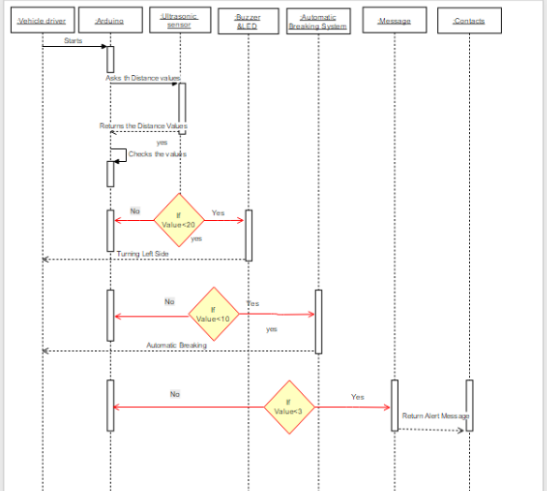 Vehicle driver
Arduino
Ultrasonic
sensor
Buzzer
&LED
Automatic
Breaking System
Message
Contacts
Starts
Asks th Distance values
Returns the Distance Values
yes
Checks the values
No
If
Value<20
Yes
yes
Turning Left Side
No
If
Value<10
Yes
yes
Automatic Breaking
No
If
Value<3
Yes
Return Alert Message